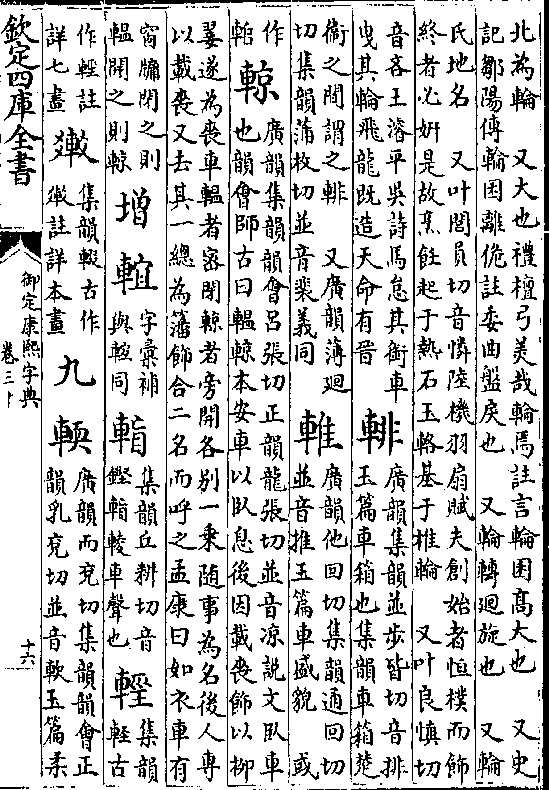 北為輪　又大也禮檀弓美哉輪焉註言輪囷高大也　又史
記鄒陽傳輪囷離佹註委曲盤戾也　又輪轉迴旋也　又輪
氏地名　又叶閭員切音憐陸機羽扇賦夫創始者恒樸而飾
終者必妍是故烹飪起于熱石玉輅基于椎輪　又叶良慎切
音吝王濬平吳詩馬怠其銜車
曳其輪飛龍既造天命有晉
輫
廣韻集韻並步皆切音排
玉篇車箱也集韻車箱楚
衞之間謂之輫　又廣韻薄迴
切集韻蒲枚切並音裴義同
䡔
廣韻他回切集韻通回切
並音推玉篇車盛貌　或
作
䡈
輬
廣韻集韻韻會呂張切正韻龍張切並音凉說文臥車
也韻會師古曰轀輬本安車以臥息後因載喪飾以柳
翣遂為喪車轀者密閉輬者旁開各別一乘隨事為名後人專
以載喪又去其一總為藩飾合二名而呼之孟康曰如衣車有
窗牖閉之則
轀開之則輬
增
䡋
字彙補
與𨋎同
䡖
集韻丘耕切音
鏗䡖輘車聲也
輕
集韻
輕古
作輕註
詳七畫
𨎌
集韻輟古作
𨎌註詳本畫
九
輭
廣韻而兗切集韻韻會正
韻乳兗切並音軟玉篇柔
欽定四庫全書
御定康熙字典
卷三十
十六